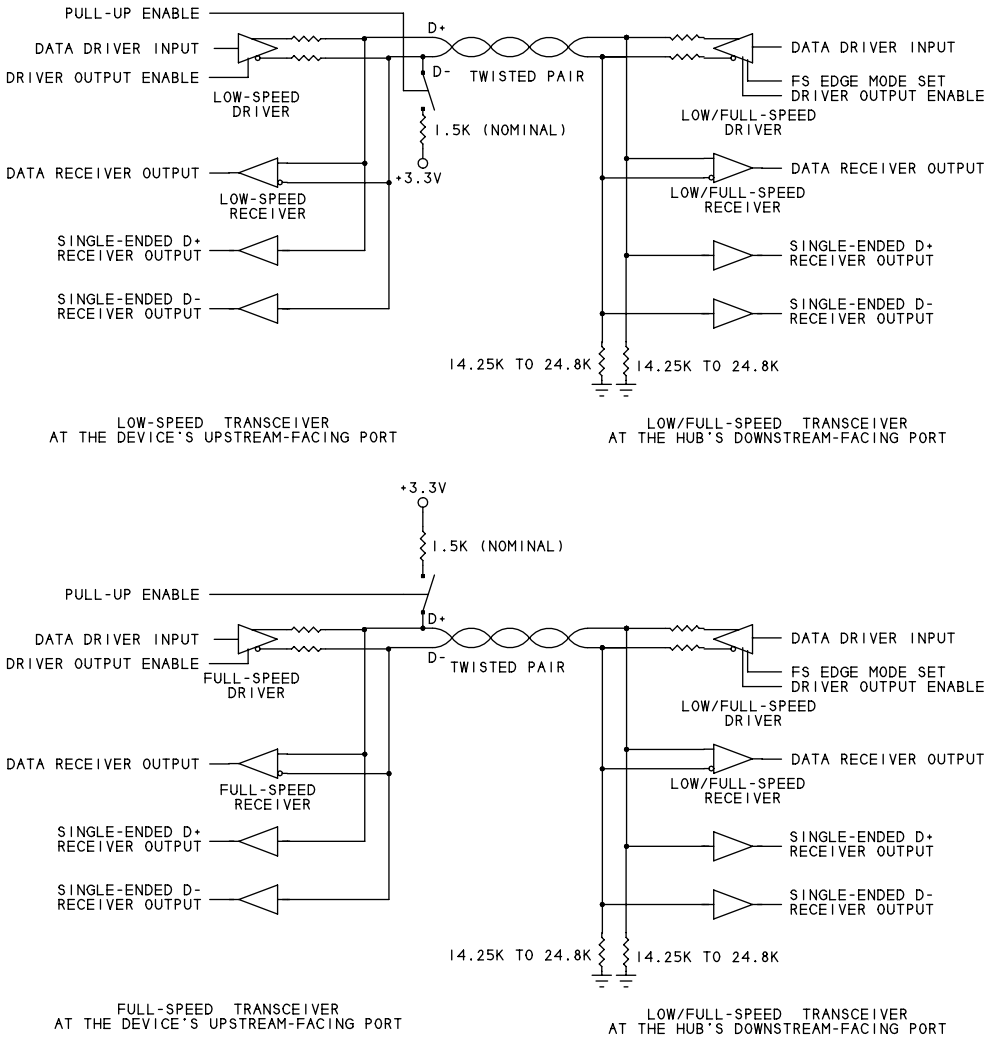 PULL-UP ENABLE
DATA DRIVER INPUT
DRIVER OUTPUT ENABLE
LOW-SPEED
DRIVER
D+
D-
TWISTED PAIR
1.5K (NOMINAL)
+3.3V
DATA DRIVER INPUT
FS EDGE MODE SET
DRIVER OUTPUT ENABLE
LOW/FULL-SPEED
DRIVER
DATA RECEIVER OUTPUT
LOW-SPEED
RECEIVER
DATA RECEIVER OUTPUT
LOW/FULL-SPEED
RECEIVER
SINGLE-ENDED D+
RECEIVER OUTPUT
SINGLE-ENDED D+
RECEIVER OUTPUT
SINGLE-ENDED D-
RECEIVER OUTPUT
SINGLE-ENDED D-
RECEIVER OUTPUT
14.25K TO 24.8K
14.25K TO 24.8K
LOW-SPEED TRANSCEIVER
AT THE DEVICE'S UPSTREAM-FACING PORT
LOW/FULL-SPEED TRANSCEIVER
AT THE HUB'S DOWNSTREAM-FACING PORT
+3.3V
1.5K (NOMINAL)
PULL-UP ENABLE
DATA DRIVER INPUT
DRIVER OUTPUT ENABLE
FULL-SPEED
DRIVER
D+
D-
TWISTED PAIR
DATA DRIVER INPUT
FS EDGE MODE SET
DRIVER OUTPUT ENABLE
LOW/FULL-SPEED
DRIVER
DATA RECEIVER OUTPUT
FULL-SPEED
RECEIVER
DATA RECEIVER OUTPUT
LOW/FULL-SPEED
RECEIVER
SINGLE-ENDED D+
RECEIVER OUTPUT
SINGLE-ENDED D+
RECEIVER OUTPUT
SINGLE-ENDED D-
RECEIVER OUTPUT
SINGLE-ENDED D-
RECEIVER OUTPUT
14.25K TO 24.8K
14.25K TO 24.8K
FULL-SPEED TRANSCEIVER
AT THE DEVICE'S UPSTREAM-FACING PORT
LOW/FULL-SPEED TRANSCEIVER
AT THE HUB'S DOWNSTREAM-FACING PORT